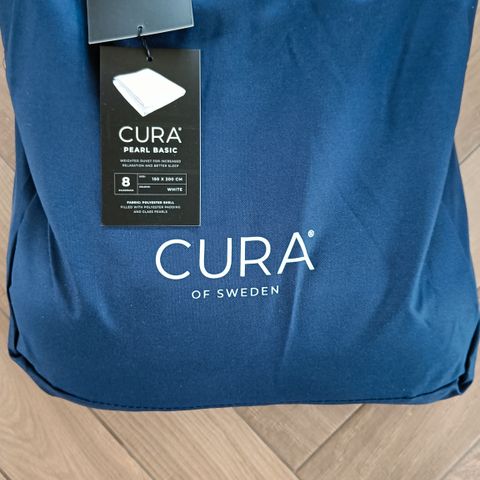 CURA®
PEARL BASIC
WEIGHTED DUVET FOR INCREASED
RELAXATION AND BETTER SLEEP
8
150 X 200 CM
WHITE
FABRIC: POLYESTER SHELL
FILLED WITH POLYESTER PADDING
AND GLASS PEARLS
CURA®
OF SWEDEN